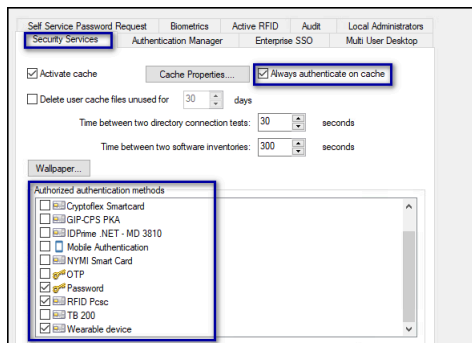 Self Service Password Request Biometrics Active RFID Audit Local Administrators
Security Services Authentication Manager Enterprise SSO Multi User Desktop
Activate cache Cache Properties.... Always authenticate on cache
Delete user cache files unused for 30 days
Time between two directory connection tests: 30 seconds
Time between two software inventories: 300 seconds
Wallpaper...
Authorized authentication methods
Cryptoflex Smartcard
GIP-CPS PKA
IDPrime .NET - MD 3810
Mobile Authentication
NYMI Smart Card
OTP
Password
RFID Pcsc
TB 200
Wearable device